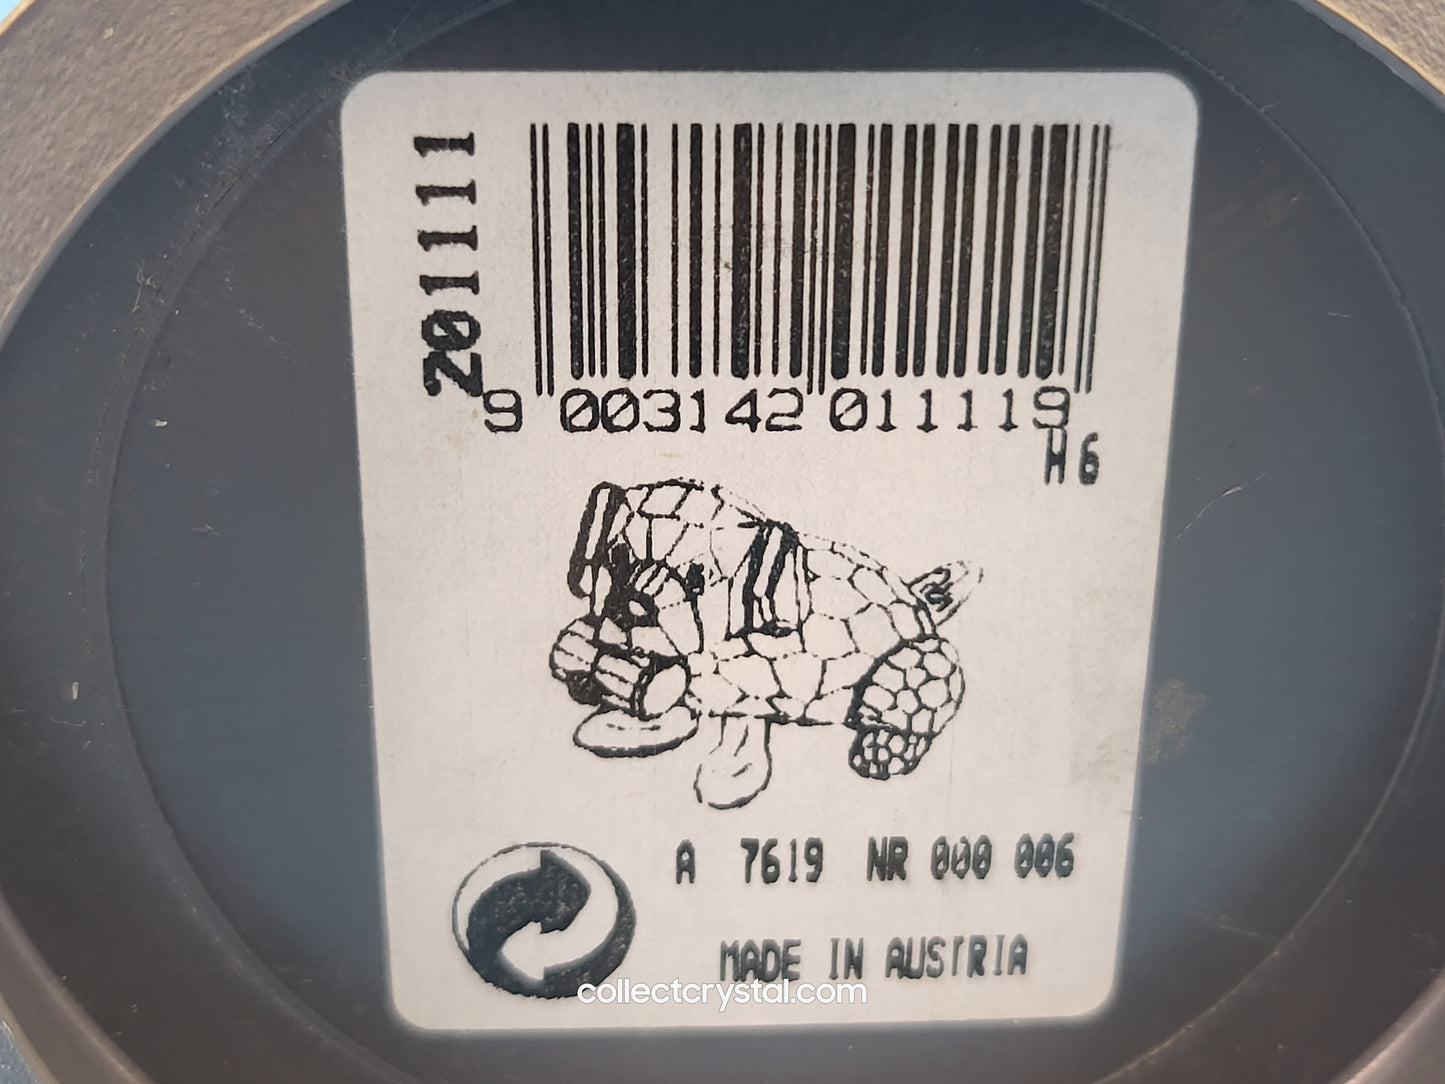 201111
9 003142 011119
H6
A 7619 NR 000 006
MADE IN AUSTRIA
collectcrystal.com